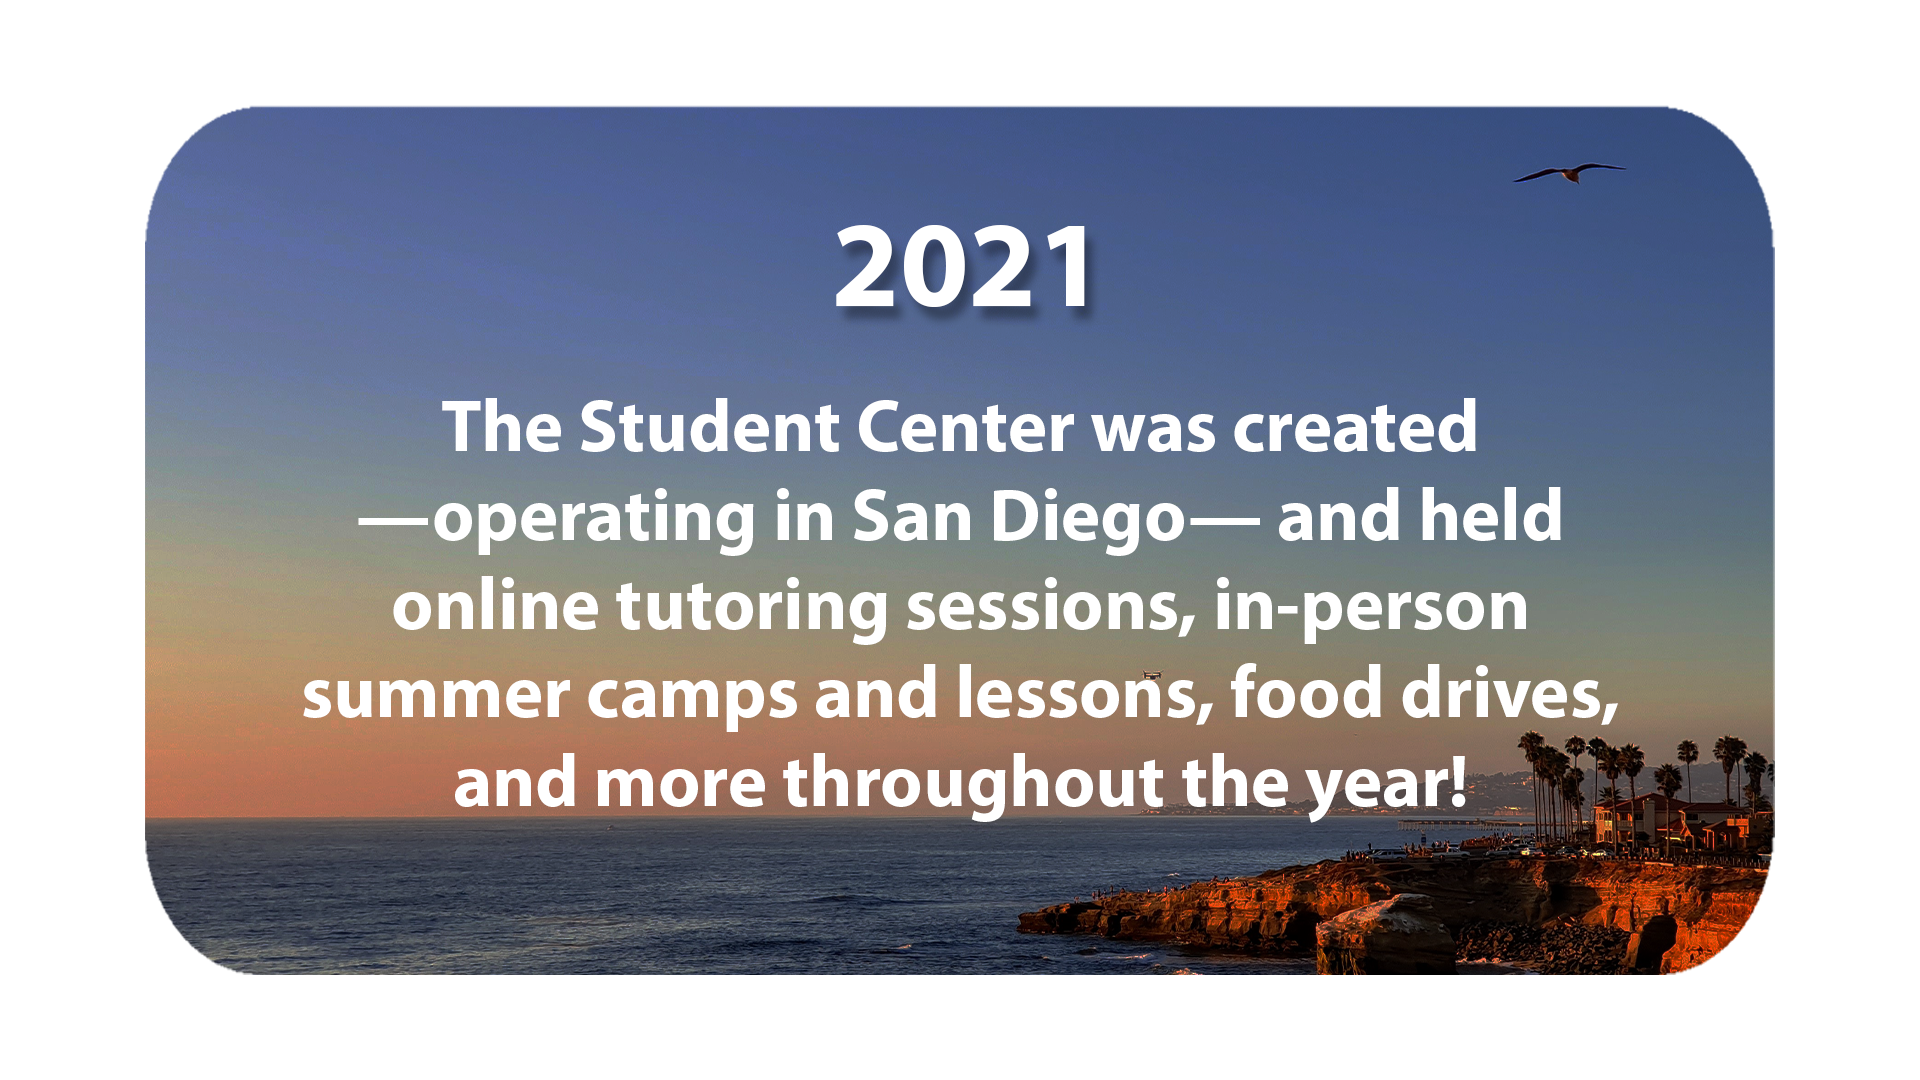 2021
The Student Center was created
—operating in San Diego— and held
online tutoring sessions, in-person
summer camps and lessons, food drives,
and more throughout the year!